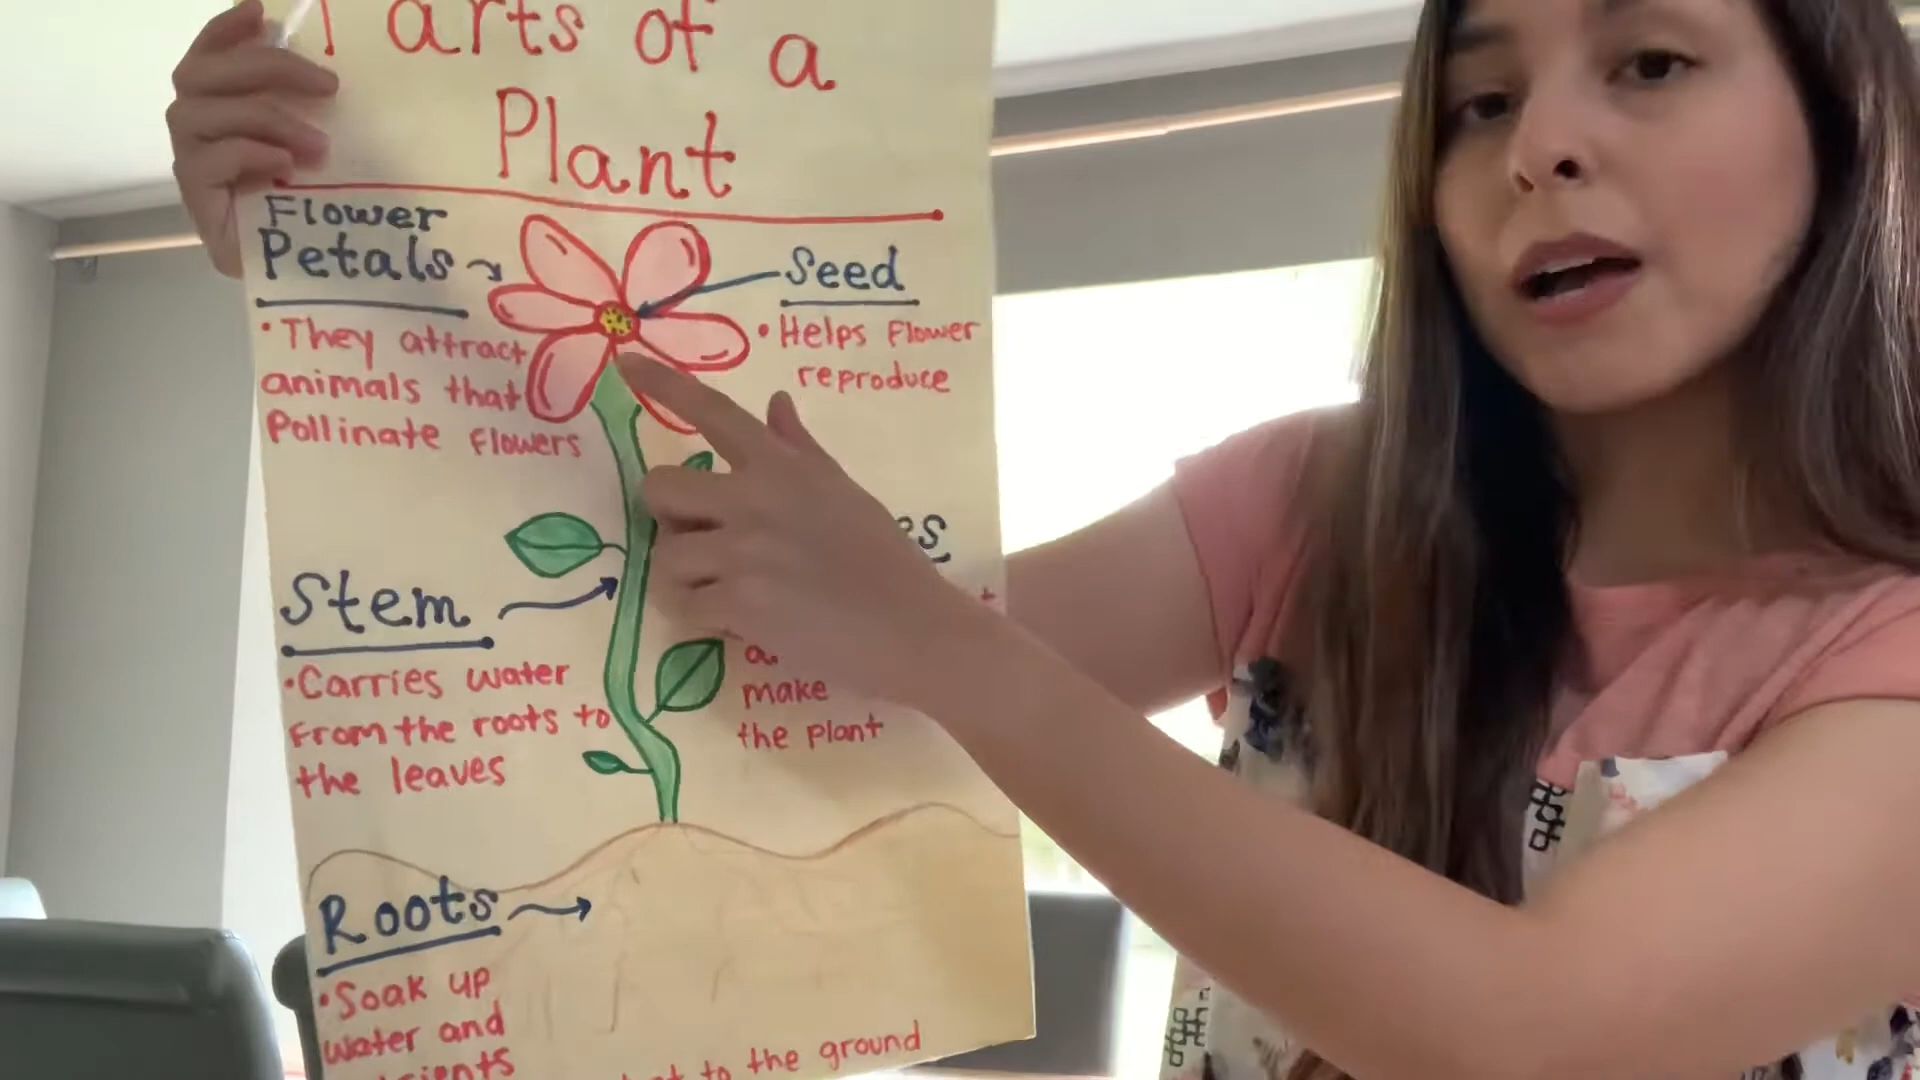 Parts of a
Plant
Flower
Petals
• They attract
animals that
Pollinate Flowers
Seed
• Helps Flower
reproduce
Stem
• Carries water
From the roots to
the leaves
make
the plant
Roots
• Soak up
water and
to the ground